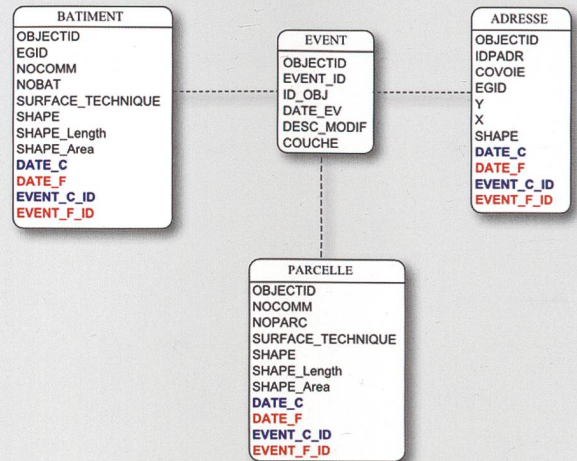 BATIMENT
OBJECTID
EGID
NOCOMM
NOBAT
SURFACE_TECHNIQUE
SHAPE
SHAPE_Length
SHAPE_Area
DATE_C
DATE_F
EVENT_C_ID
EVENT_F_ID
EVENT
OBJECTID
EVENT_ID
ID_OBJ
DATE_EV
DESC_MODIF
COUCHE
ADRESSE
OBJECTID
IDPADR
COVOIE
EGID
Y
X
SHAPE
DATE_C
DATE_F
EVENT_C_ID
EVENT_F_ID
PARCELLE
OBJECTID
NOCOMM
NOPARC
SURFACE_TECHNIQUE
SHAPE
SHAPE_Length
SHAPE_Area
DATE_C
DATE_F
EVENT_C_ID
EVENT_F_ID